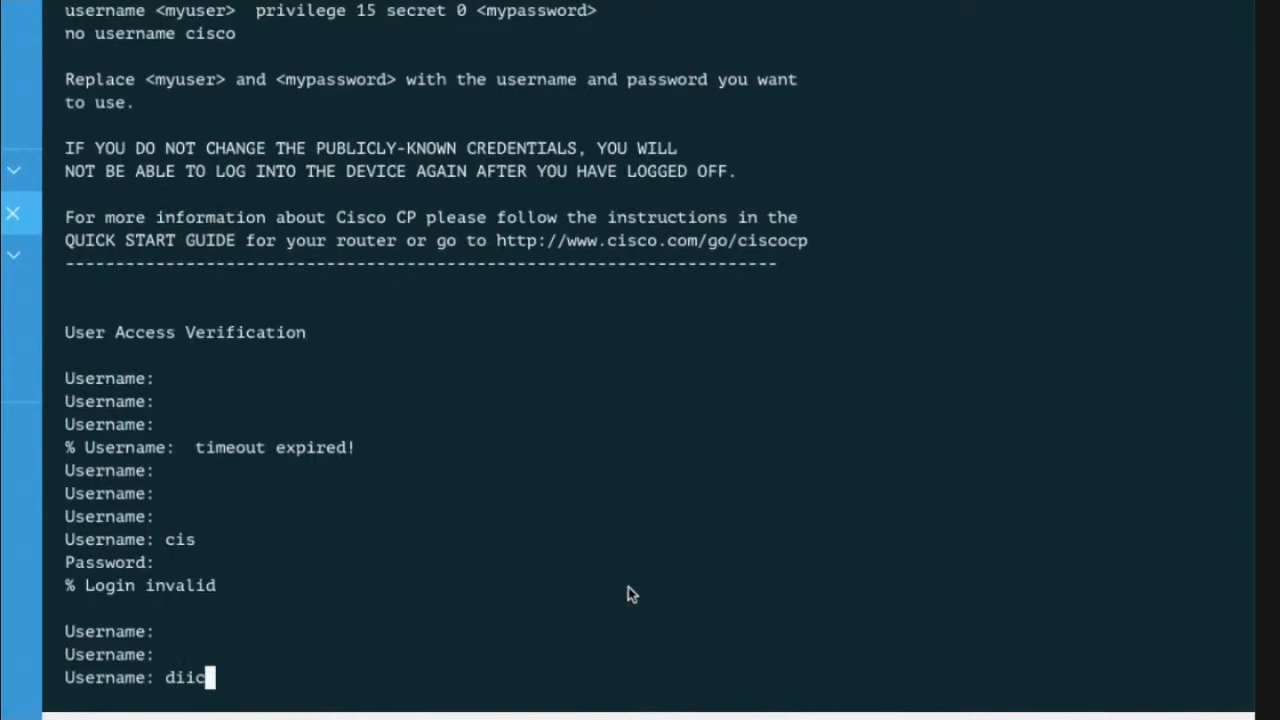 username <myuser>  privilege 15 secret 0 <mypassword>
no username cisco
Replace <myuser> and <mypassword> with the username and password you want
to use.
IF YOU DO NOT CHANGE THE PUBLICLY-KNOWN CREDENTIALS, YOU WILL
NOT BE ABLE TO LOG INTO THE DEVICE AGAIN AFTER YOU HAVE LOGGED OFF.
For more information about Cisco CP please follow the instructions in the
QUICK START GUIDE for your router or go to http://www.cisco.com/go/ciscocp
-----------------------------------------------------------------------
User Access Verification
Username:
Username:
Username:
% Username:  timeout expired!
Username:
Username:
Username:
Username: cis
Password:
% Login invalid
Username:
Username:
Username: diic